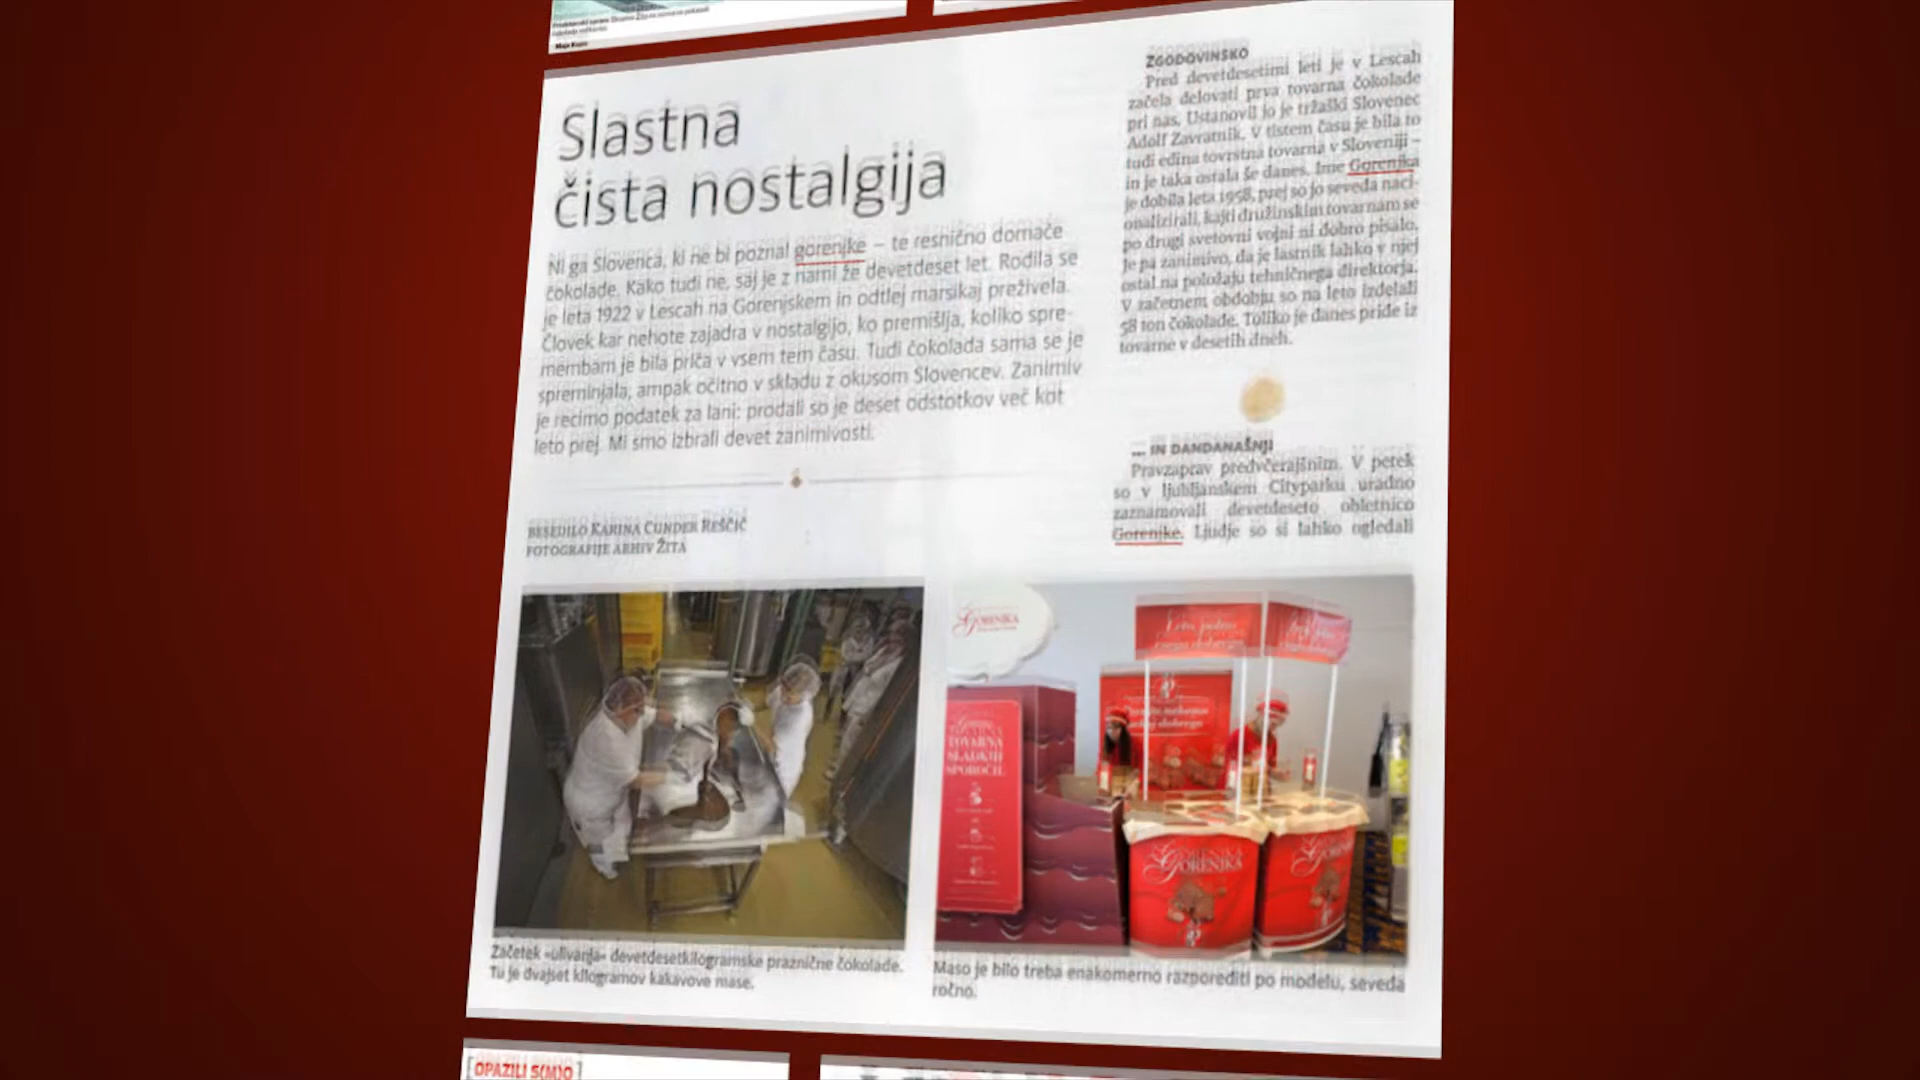 Slastna
čista nostalgija
Ni ga Slovenca, ki ne bi poznal gorenjke – te resnično domače
čokolade. Kako tudi ne, saj je z nami že devetdeset let. Rodila se
je leta 1922 v Lescah na Gorenjskem in odtlej marsikaj preživela.
Človek kar nehote zajadra v nostalgijo, ko premišlja, koliko spre-
membam je bila priča v vsem tem času. Tudi čokolada sama se je
spreminjala, ampak očitno v skladu z okusom Slovencev. Zanimiv
je recimo podatek za lani: prodali so je deset odstotkov več kot
leto prej. Mi smo izbrali devet zanimivosti.
BESEDILO KARINA CUNDER REŠČIČ
FOTOGRAFIJE ARHIV ŽITA
ZGODOVINSKO
Pred devetdesetimi leti je v Lescah
začela delovati prva tovarna čokolade
pri nas. Ustanovil jo je tržaški Slovenec
Adolf Zavratnik. V tistem času je bila to
tudi edina tovrstna tovarna v Sloveniji –
in je taka ostala še danes. Ime Gorenjka
je dobila leta 1958, prej so jo seveda naci-
onalizirali, kajti družinskim tovarnam se
po drugi svetovni vojni ni dobro pisalo.
Je pa zanimivo, da je lastnik lahko v njej
ostal na položaju tehničnega direktorja.
V začetnem obdobju so na leto izdelali
58 ton čokolade. Toliko je danes pride iz
tovarne v desetih dneh.
... IN DANDANAŠNJI
Pravzaprav predvčerajšnim. V petek
so v ljubljanskem Cityparku uradno
zaznamovali devetdeseto obletnico
Gorenjke. Ljudje so si lahko ogledali
GORENJKA
GORENJKA
TOVARNA
SLADKIH
SPOROČIL
GORENJKA
GORENJKA
Začetek »ulivanja« devetdesetkilogramske praznične čokolade.
Tu je dvajset kilogramov kakavove mase.
Maso je bilo treba enakomerno razporediti po modelu, seveda
ročno.
Maja Kozo
OPAZILI S(M)O